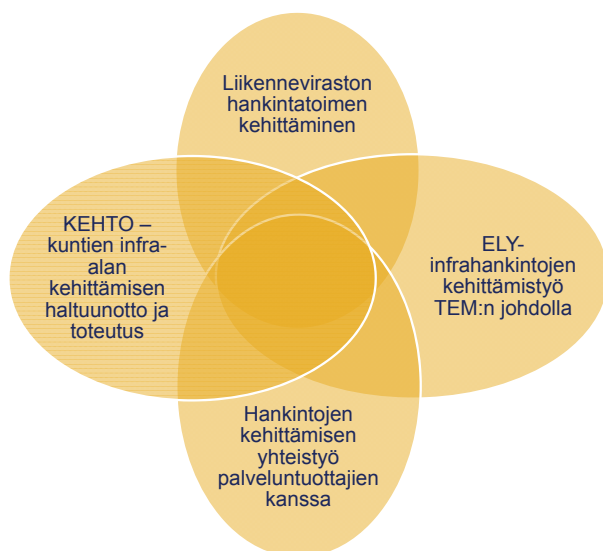 Liikenneviraston
hankintatoimen
kehittäminen
KEHTO –
kuntien infra-
alan
kehittämisen
haltuunotto ja
toteutus
ELY-
infrahankintojen
kehittämistyö
TEM:n johdolla
Hankintojen
kehittämisen
yhteistyö
palveluntuottajien
kanssa